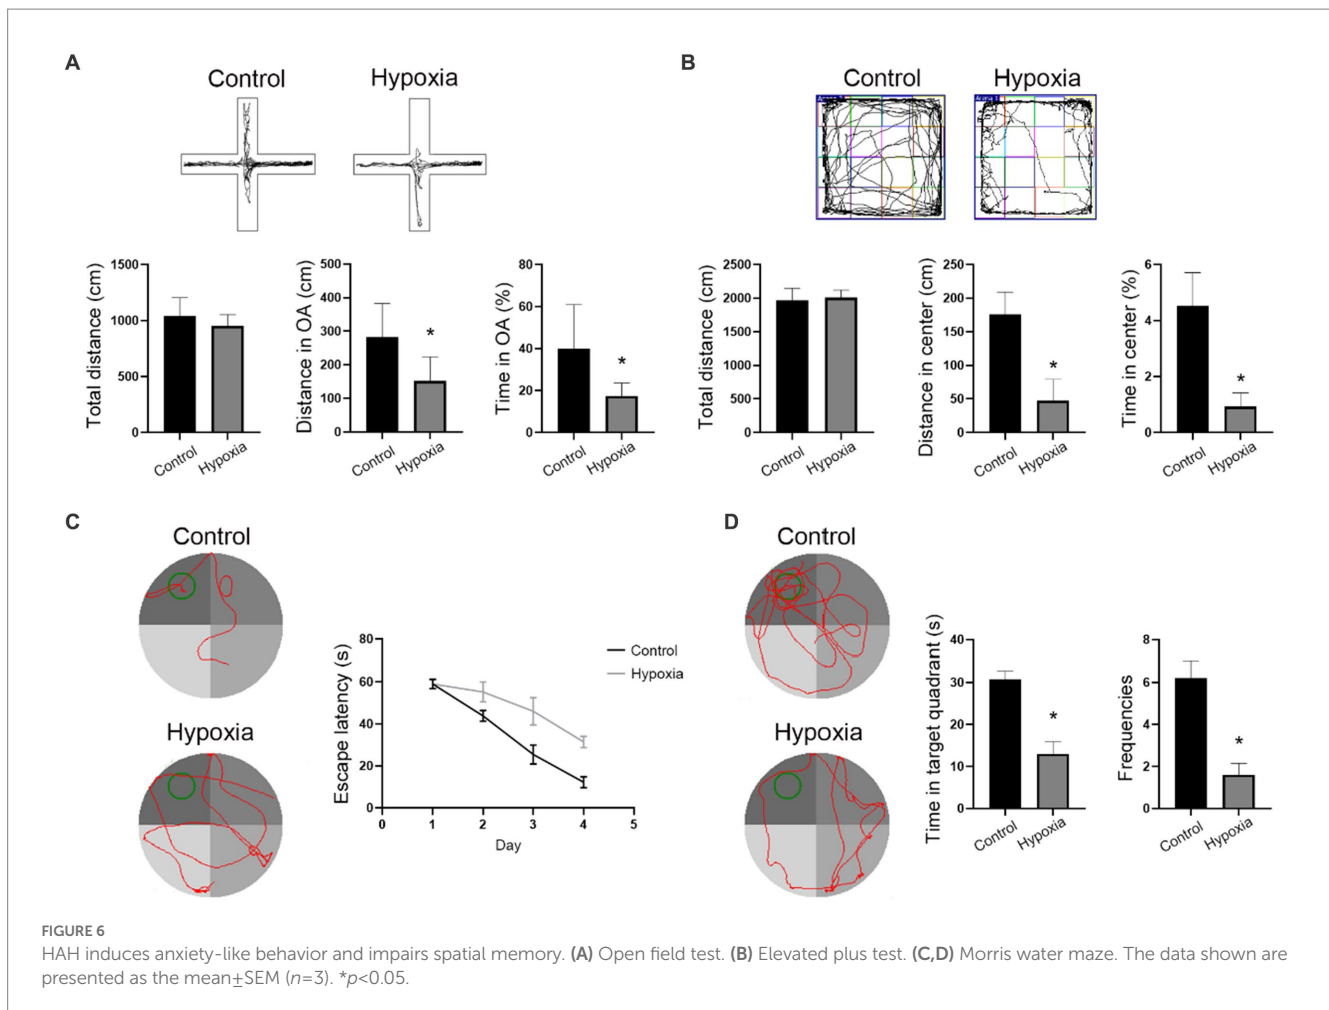 A
Control
Hypoxia
1500
1000
500
0
Total distance (cm)
Control
Hypoxia
500
400
300
200
100
0
Distance in OA (cm)
*
Control
Hypoxia
80
60
40
20
0
Time in OA (%)
*
Control
Hypoxia
B
Control
Hypoxia
2500
2000
1500
1000
500
0
Total distance (cm)
Control
Hypoxia
250
200
150
100
50
0
Distance in center (cm)
*
Control
Hypoxia
6
4
2
0
Time in center (%)
*
Control
Hypoxia
C
Control
Hypoxia
80
60
40
20
0
Escape latency (s)
Control
Hypoxia
0
1
2
3
4
5
Day
D
Control
Hypoxia
40
30
20
10
0
Time in target quadrant (s)
*
Control
Hypoxia
8
6
4
2
0
Frequencies
*
Control
Hypoxia
FIGURE 6
HAH induces anxiety-like behavior and impairs spatial memory. (A) Open field test. (B) Elevated plus test. (C,D) Morris water maze. The data shown are
presented as the mean±SEM (n=3). *p<0.05.